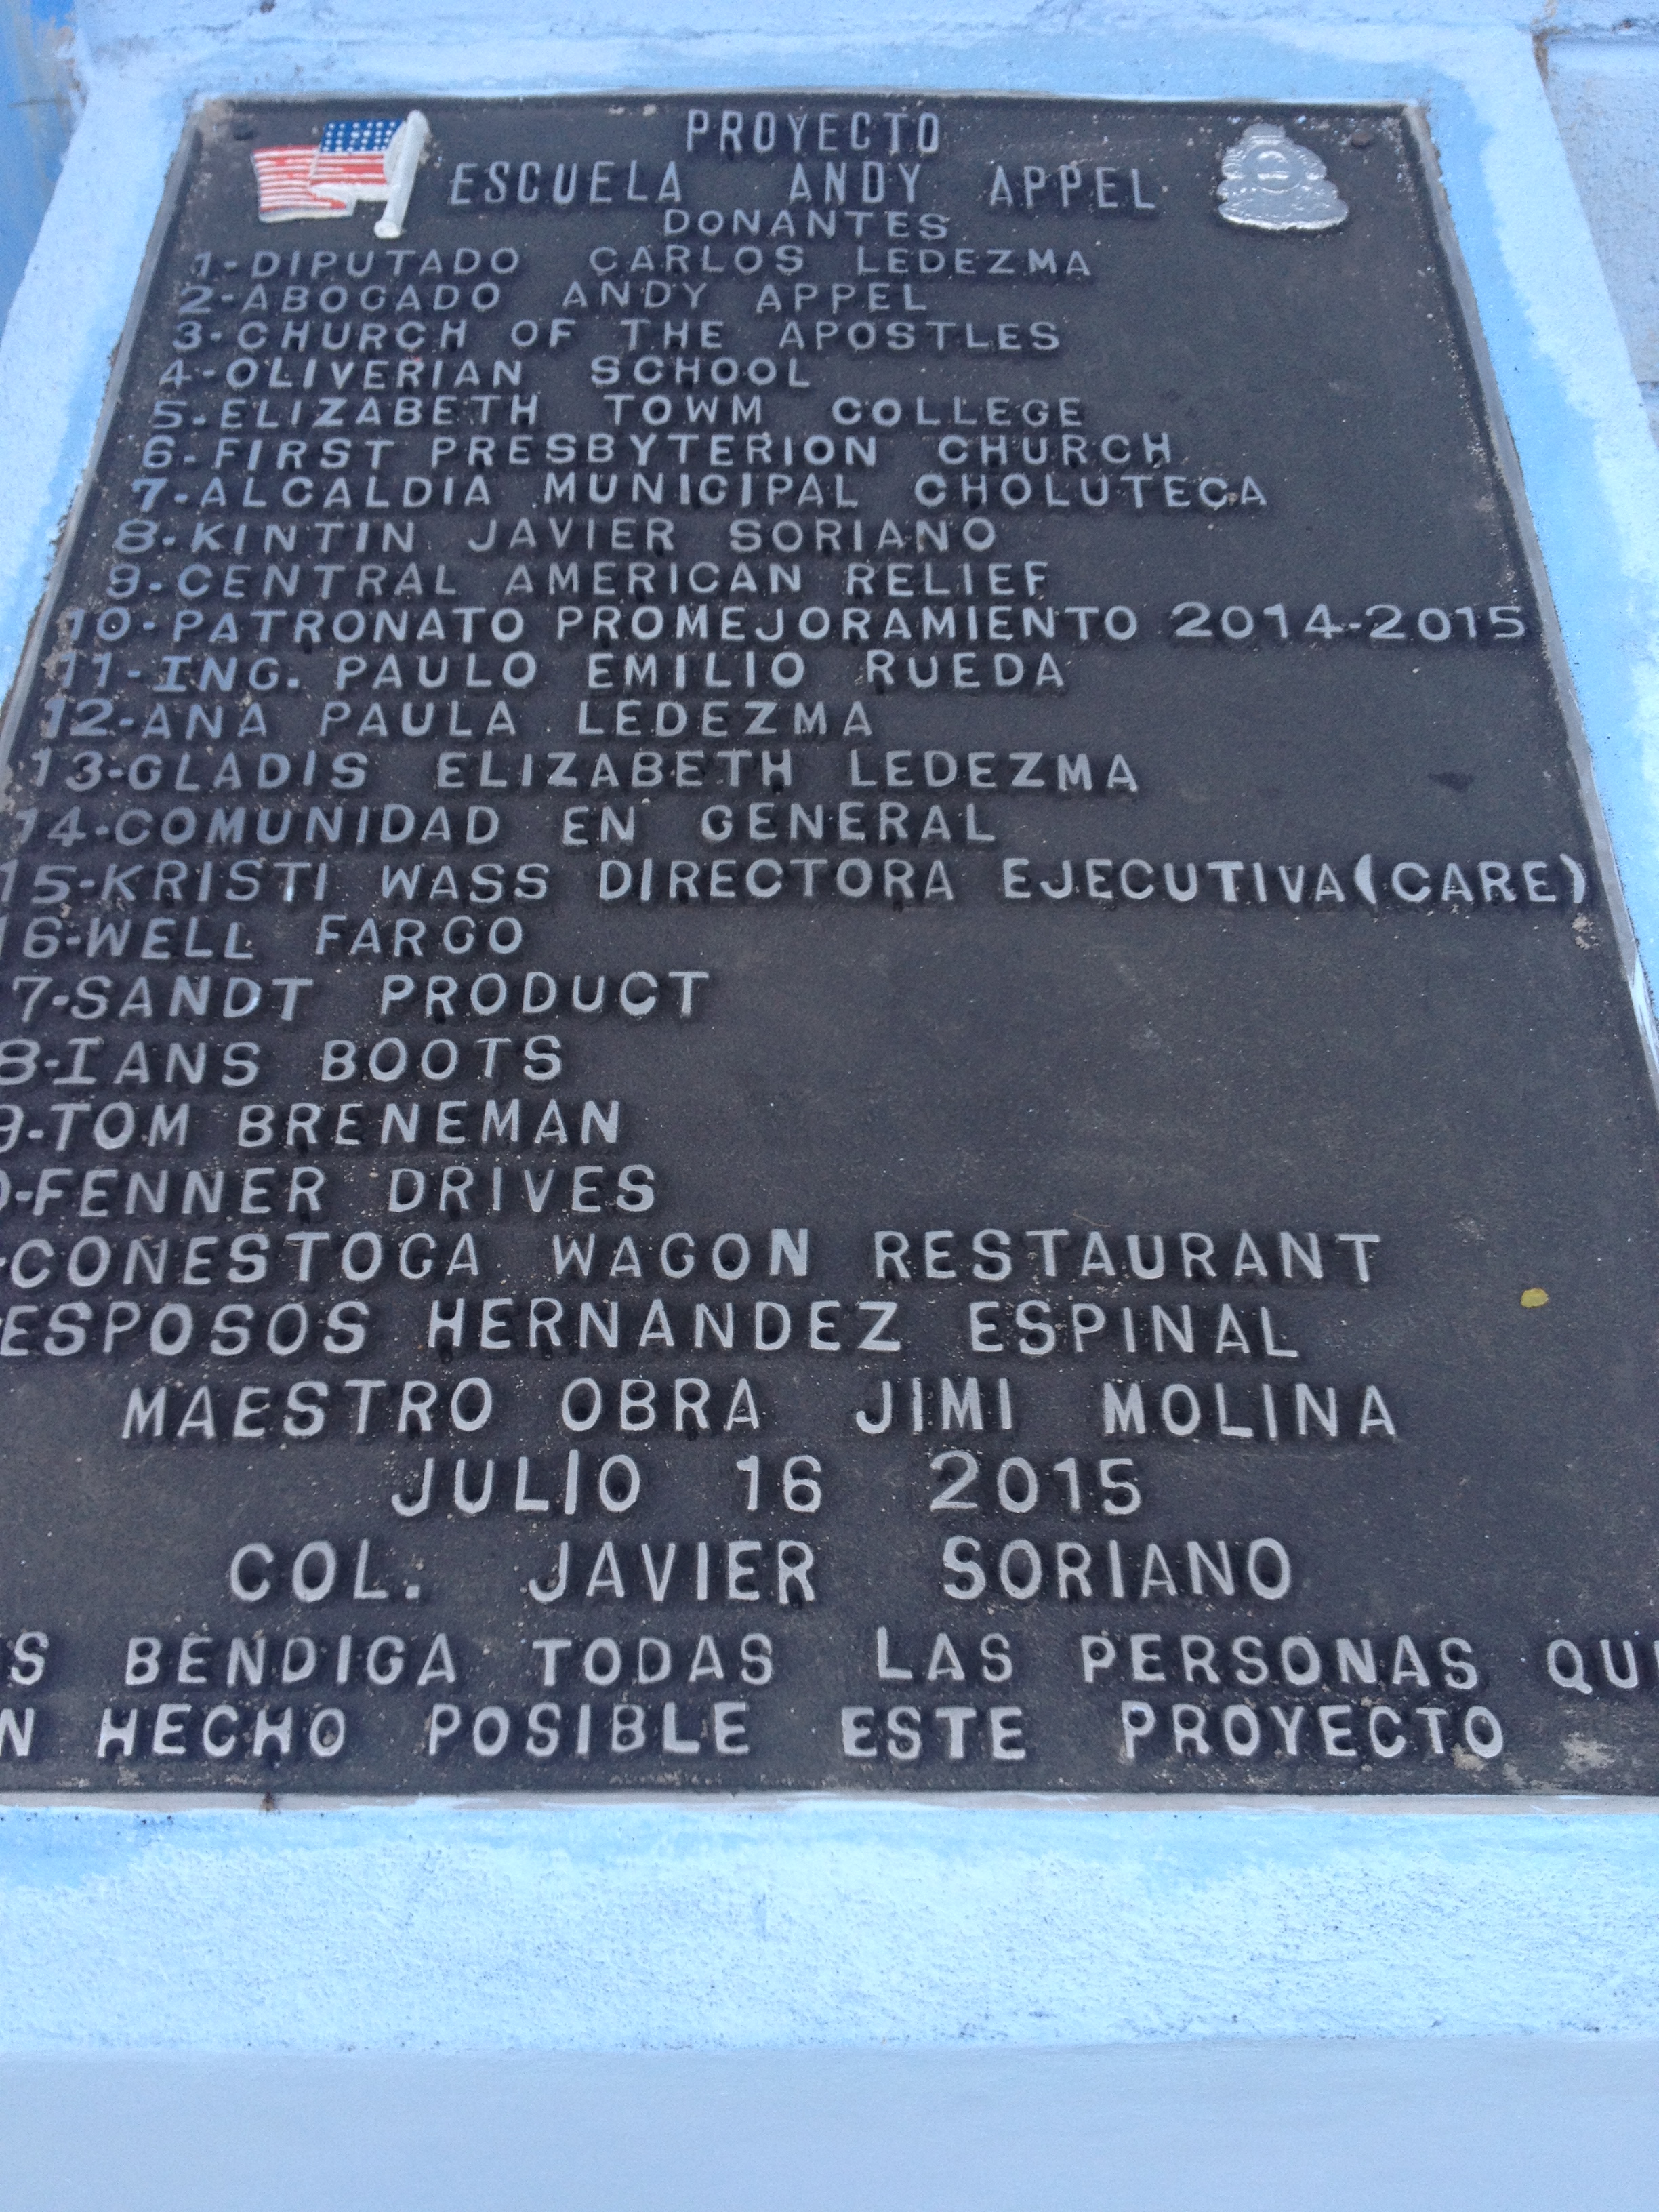 PROYECTO
ESCUELA ANDY APPEL
DONANTES
1-DIPUTADO CARLOS LEDEZMA
2-ABOGADO ANDY APPEL
3-CHURCH OF THE APOSTLES
4-OLIVERIAN SCHOOL
5-ELIZABETH TOWM COLLEGE
6-FIRST PRESBYTERION CHURCH
7-ALCALDIA MUNICIPAL CHOLUTECA
8-KINTIN JAVIER SORIANO
9-CENTRAL AMERICAN RELIEF
10-PATRONATO PROMEJORAMIENTO 2014-2015
11-ING. PAULO EMILIO RUEDA
12-ANA PAULA LEDEZMA
13-GLADIS ELIZABETH LEDEZMA
14-COMUNIDAD EN GENERAL
15-KRISTI WASS DIRECTORA EJECUTIVA(CARE)
6-WELL FARGO
7-SANDT PRODUCT
8-IANS BOOTS
9-TOM BRENEMAN
0-FENNER DRIVES
-CONESTOGA WAGON RESTAURANT
ESPOSOS HERNANDEZ ESPINAL
MAESTRO OBRA JIMI MOLINA
JULIO 16 2015
COL. JAVIER SORIANO
S BENDIGA TODAS LAS PERSONAS QU
N HECHO POSIBLE ESTE PROYECTO